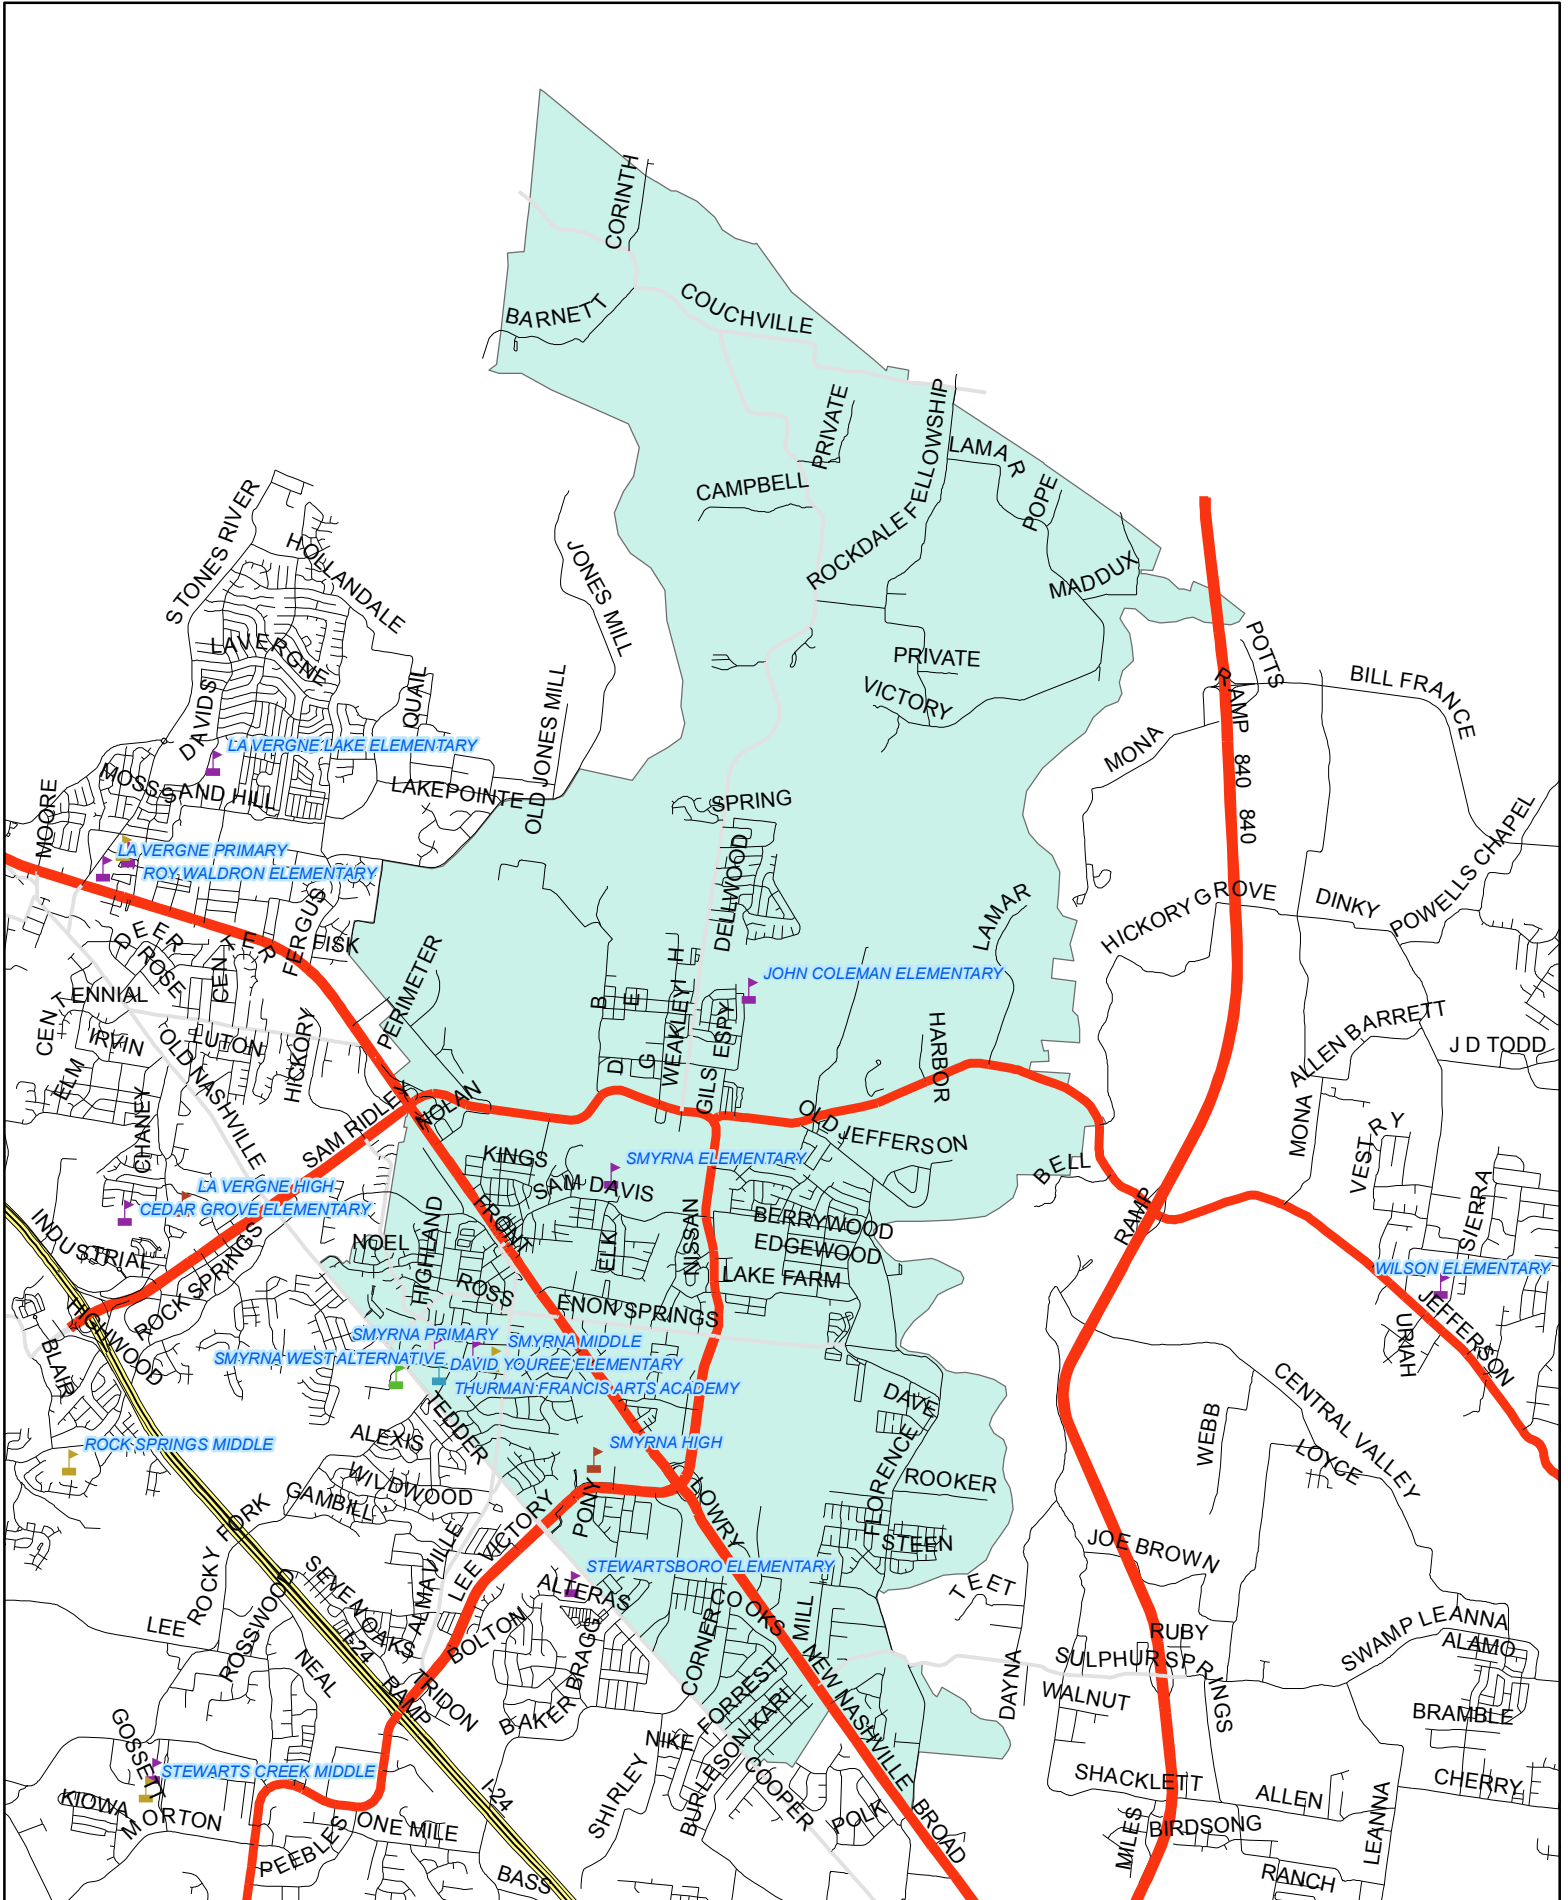 CORINTH
BARNETT
COUCHVILLE
PRIVATE
CAMPBELL
FELLOWSHIP
ROCKDALE
LAMAR
POPE
MADDUX
STONES RIVER
HOLLANDALE
JONES MILL
LAVERGNE
QUAIL
DAVIDS
OLD JONES MILL
PRIVATE
VICTORY
POTTS
BILL FRANCE
RAMP
840
840
MONA
LA VERGNE LAKE ELEMENTARY
MOSS
SAND HILL
LAKEPOINTE
MOORE
SPRING
DELLWOOD
POWELLS CHAPEL
LA VERGNE PRIMARY
ROY WALDRON ELEMENTARY
HICKORY GROVE
DINKY
LAMAR
DEER
ROSE
CENTER
FERGUS
FISK
PERIMETER
JOHN COLEMAN ELEMENTARY
H
B
E
D
G
WEAKLEY
GILS
ESPY
HARBOR
CENTENNIAL
IRVIN
ELM
LUTON
HICKORY
OLD NASHVILLE
CHANEY
SAM RIDLEY
NOLAN
ALLEN BARRETT
J D TODD
MONA
VESTRY
SIERRA
OLD JEFFERSON
BELL
RAMP
KINGS
SMYRNA ELEMENTARY
SAM DAVIS
LA VERGNE HIGH
CEDAR GROVE ELEMENTARY
INDUSTRIAL
ROCK SPRINGS
NOEL
HIGHLAND
FRONT
ELK
NISSAN
BERRYWOOD
EDGEWOOD
LAKE FARM
ROSS
ENON SPRINGS
WILSON ELEMENTARY
JEFFERSON
URMAH
HIGHWOOD
BLAIR
SMYRNA PRIMARY
SMYRNA MIDDLE
SMYRNA WEST ALTERNATIVE
DAVID YOUREE ELEMENTARY
THURMAN FRANCIS ARTS ACADEMY
TEDDER
DAVE
FLORENCE
WEBB
CENTRAL VALLEY
LOYCE
ROCK SPRINGS MIDDLE
ALEXIS
SMYRNA HIGH
WILDWOOD
GAMBILL
ROOKER
STEEN
PONY
LOWRY
ROCKY FORK
LEE VICTORY
ALMAVILLE
JOE BROWN
SEVEN OAKS
ROSSWOOD
STEWARTSBORO ELEMENTARY
ALTERAS
COOKS
MILL
TEET
LEE
I-24
NEAL
RAMP
TRIDON
BOLTON
BRAGG
BAKER
CORNER
RUBY
SULPHUR SPRINGS
SWAMP LEANNA
ALAMO
DAYNA
WALNUT
BRAMBLE
NEW NASHVILLE
FORREST
KARI
BURLESON
NIKE
GOSSETT
STEWARTS CREEK MIDDLE
KIOWA
MORTON
PEEBLES
ONE MILE
I-24
BASS
SHIRLEY
COOPER
POLK
BROAD
SHACKLETT
ALLEN
CHERRY
MILES
BIRDSONG
LEANNA
RANCH